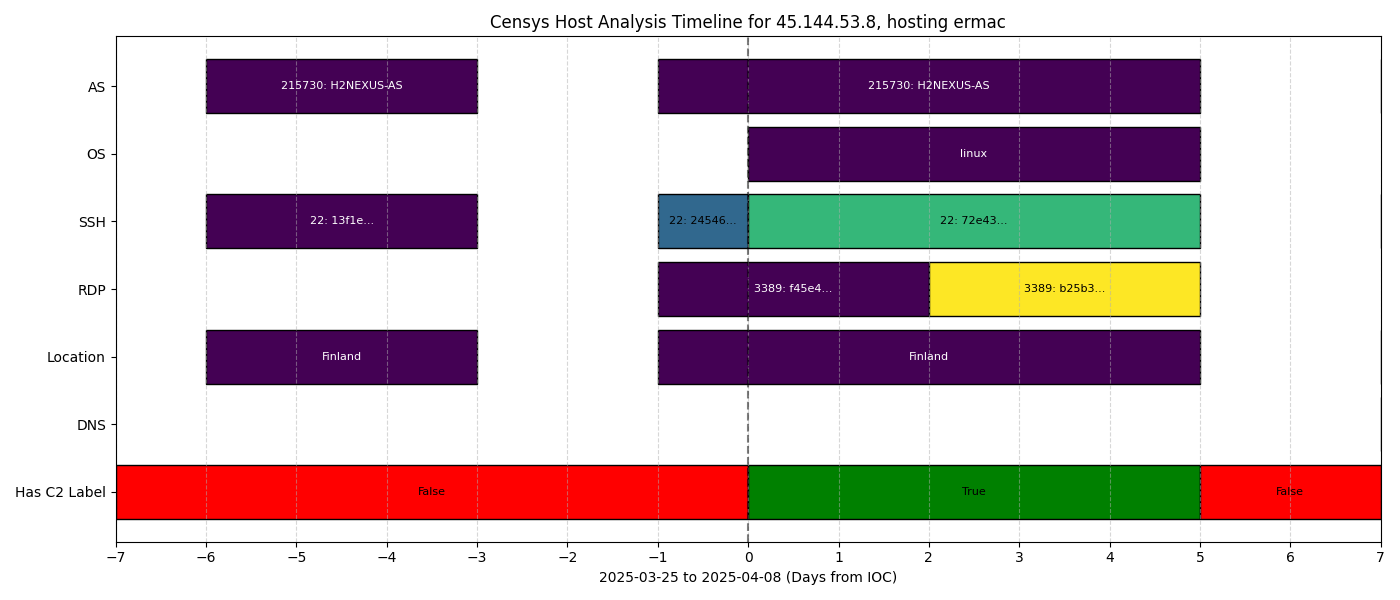 Censys Host Analysis Timeline for 45.144.53.8, hosting ermac
AS
215730: H2NEXUS-AS
215730: H2NEXUS-AS
OS
linux
SSH
22: 13f1e...
22: 24546...
22: 72e43...
RDP
3389: f45e4...
3389: b25b3...
Location
Finland
Finland
DNS
Has C2 Label
False
True
False
−7 −6 −5 −4 −3 −2 −1 0 1 2 3 4 5 6 7
2025-03-25 to 2025-04-08 (Days from IOC)